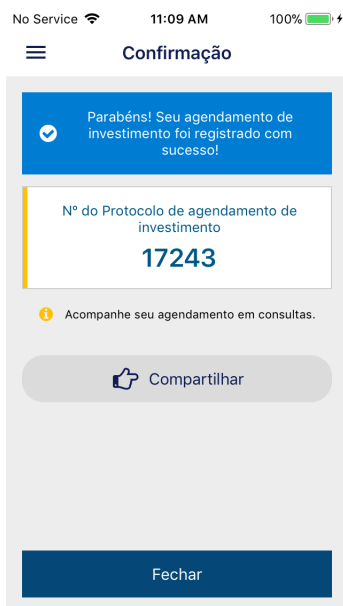 No Service 11:09 AM 100%
Confirmação
Parabéns! Seu agendamento de
investimento foi registrado com
sucesso!
Nº do Protocolo de agendamento de
investimento
17243
Acompanhe seu agendamento em consultas.
Compartilhar
Fechar